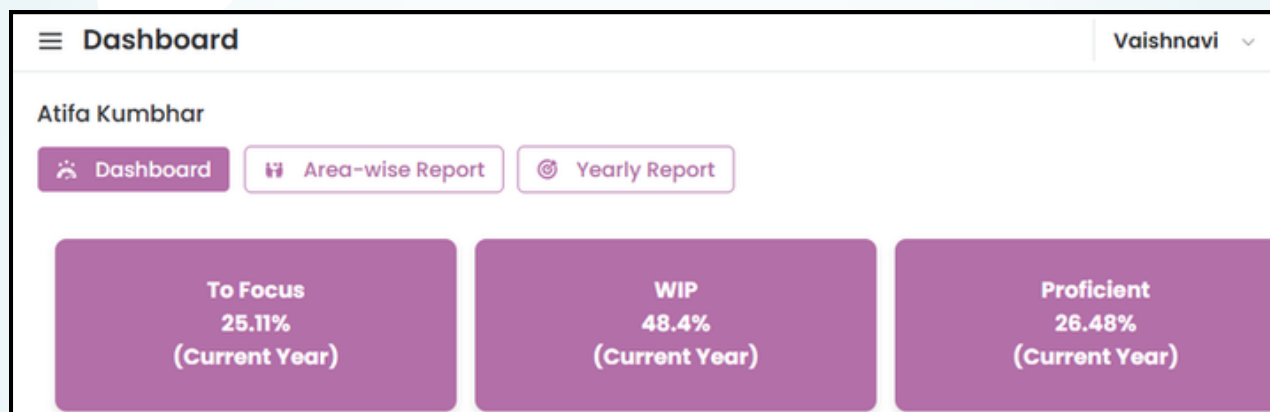 Dashboard
Vaishnavi
Atifa Kumbhar
Dashboard
Area-wise Report
Yearly Report
To Focus
25.11%
(Current Year)
WIP
48.4%
(Current Year)
Proficient
26.48%
(Current Year)